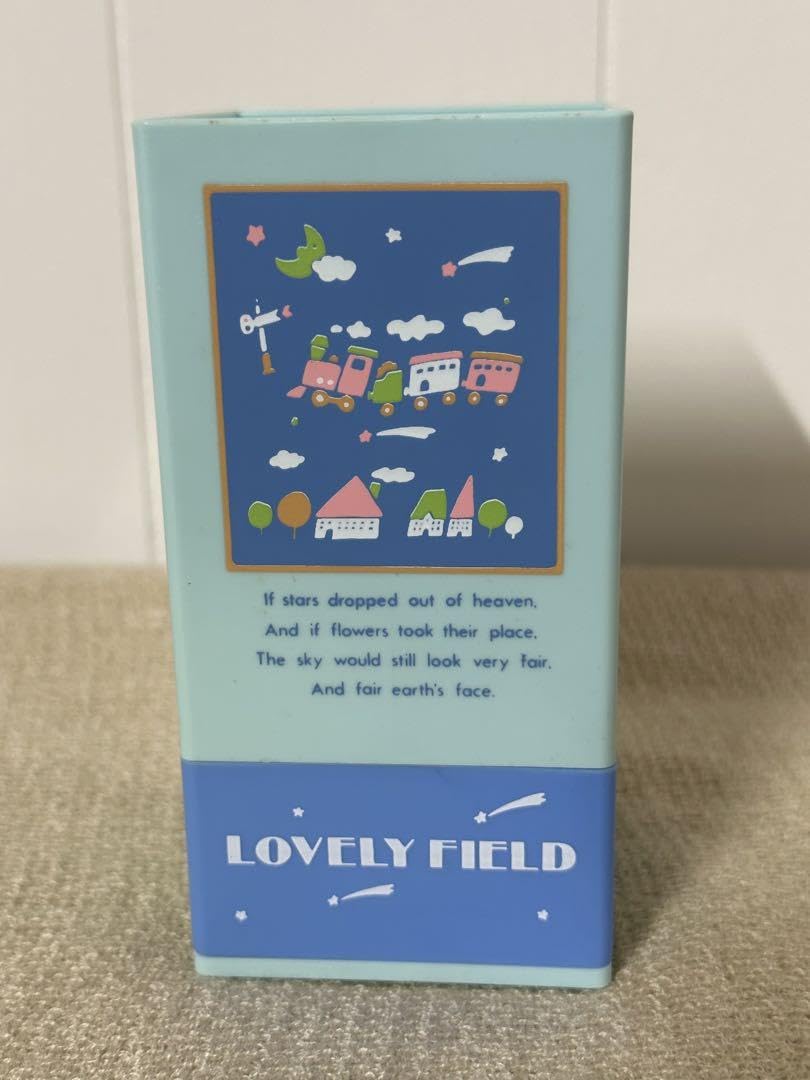 If stars dropped out of heaven,
And if flowers took their place,
The sky would still look very fair,
And fair earth's face.
LOVELY FIELD